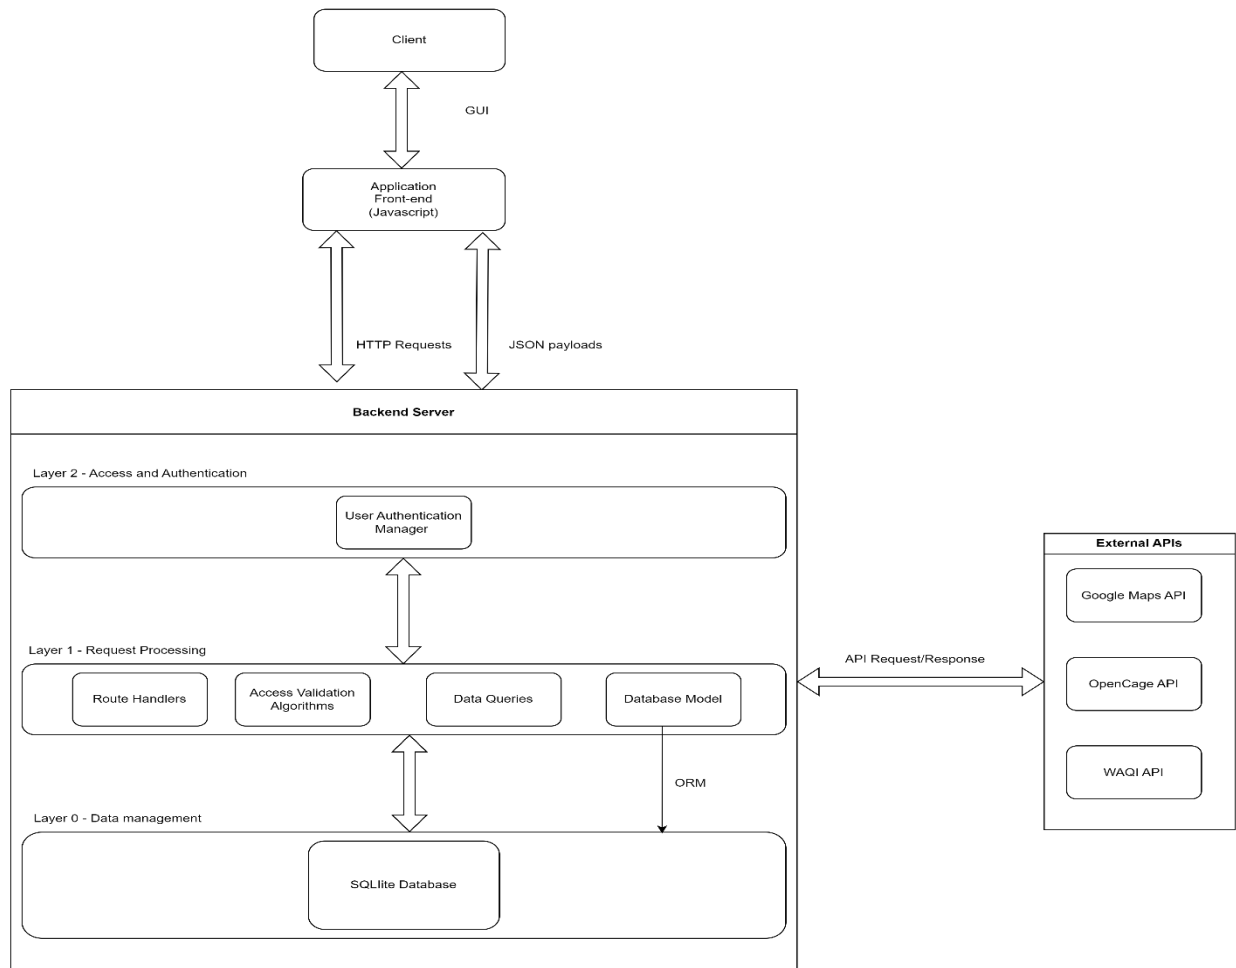 Client
GUI
Application
Front-end
(Javascript)
HTTP Requests
JSON payloads
Backend Server
Layer 2 - Access and Authentication
User Authentication
Manager
Layer 1 - Request Processing
Route Handlers
Access Validation
Algorithms
Data Queries
Database Model
ORM
Layer 0 - Data management
SQLlite Database
API Request/Response
External APIs
Google Maps API
OpenCage API
WAQI API